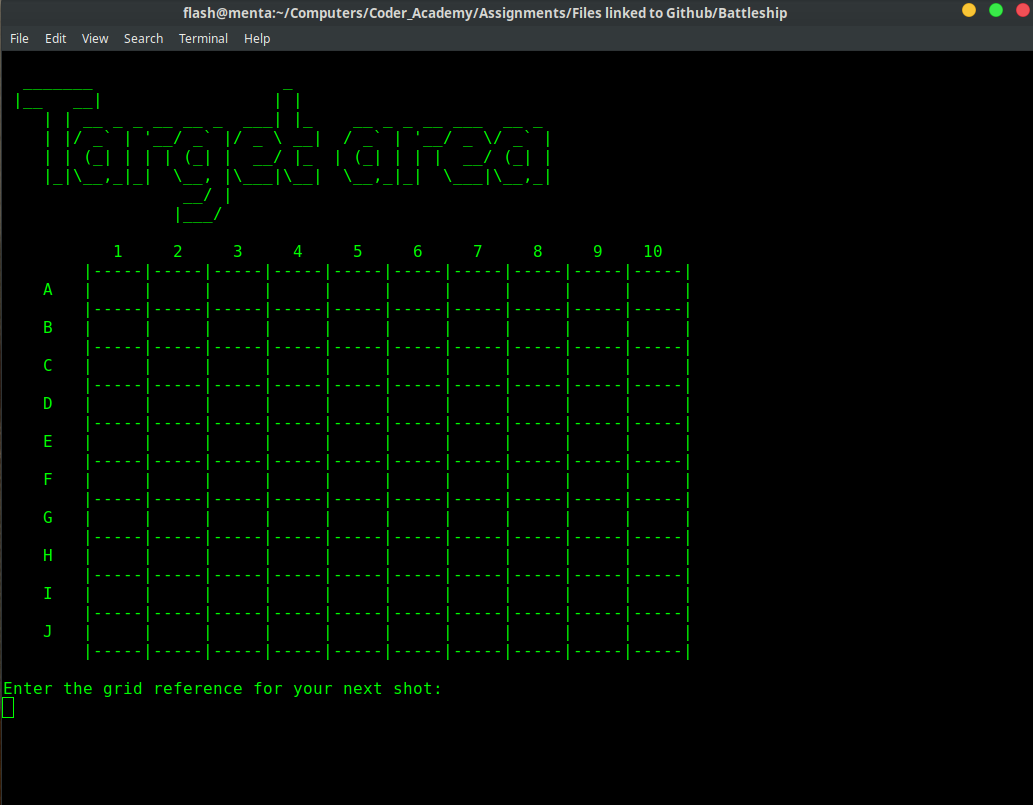 flash@menta:~/Computers/Coder_Academy/Assignments/Files linked to Github/Battleship
File Edit View Search Terminal Help
Target area
1 2 3 4 5 6 7 8 9 10
A
B
C
D
E
F
G
H
I
J
Enter the grid reference for your next shot: